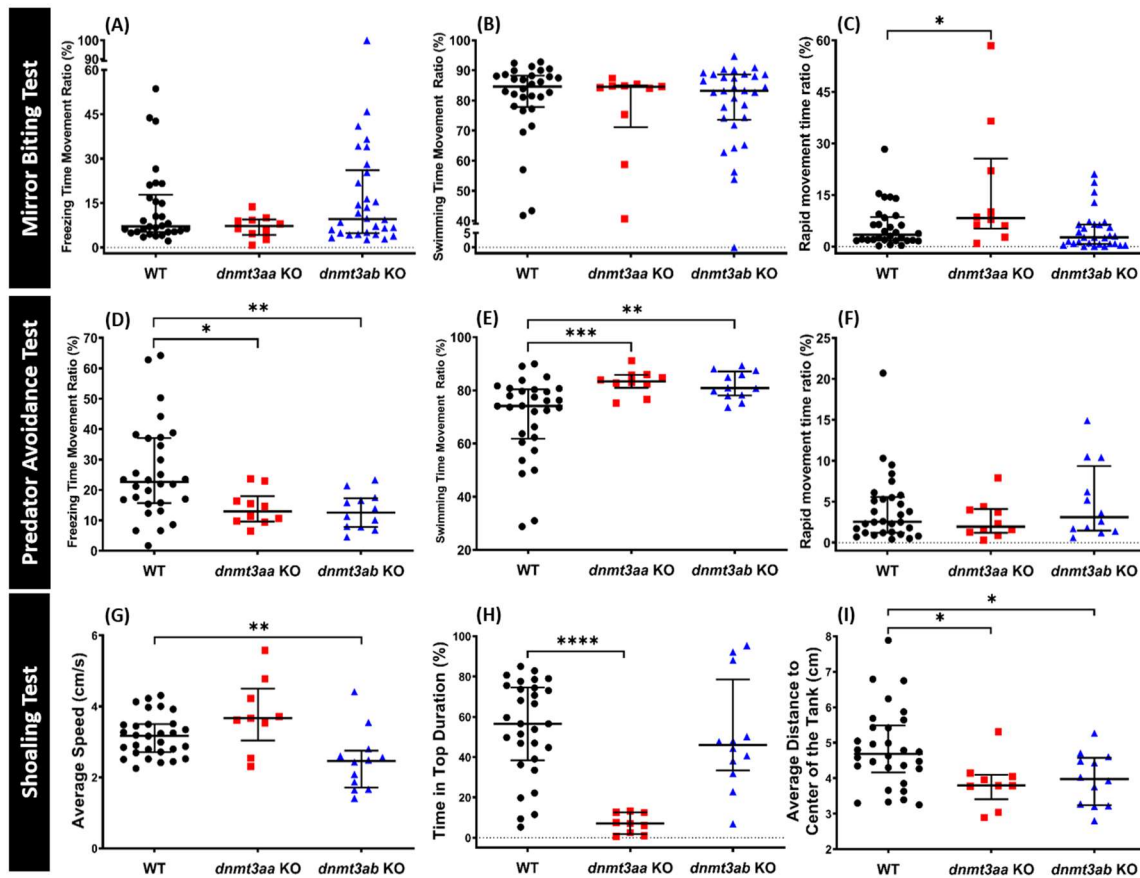 Mirror Biting Test
(A)
Freezing Time Movement Ratio (%)
100
90
60
45
30
15
0
WT
dnmt3aa KO
dnmt3ab KO
(B)
Swimming Time Movement Ratio (%)
100
90
80
70
60
50
40
5
0
WT
dnmt3aa KO
dnmt3ab KO
(C)
Rapid movement time ratio (%)
60
45
30
15
0
*
WT
dnmt3aa KO
dnmt3ab KO
Predator Avoidance Test
(D)
Freezing Time Movement Ratio (%)
70
60
50
40
30
20
10
0
**
*
WT
dnmt3aa KO
dnmt3ab KO
(E)
Swimming Time Movement Ratio (%)
100
80
60
40
20
**
***
WT
dnmt3aa KO
dnmt3ab KO
(F)
Rapid movement time ratio (%)
25
20
15
10
5
0
WT
dnmt3aa KO
dnmt3ab KO
Shoaling Test
(G)
Average Speed (cm/s)
6
4
2
0
**
WT
dnmt3aa KO
dnmt3ab KO
(H)
Time in Top Duration (%)
100
80
60
40
20
0
****
WT
dnmt3aa KO
dnmt3ab KO
(I)
Average Distance to
Center of the Tank (cm)
8
7
6
5
4
3
2
*
*
WT
dnmt3aa KO
dnmt3ab KO